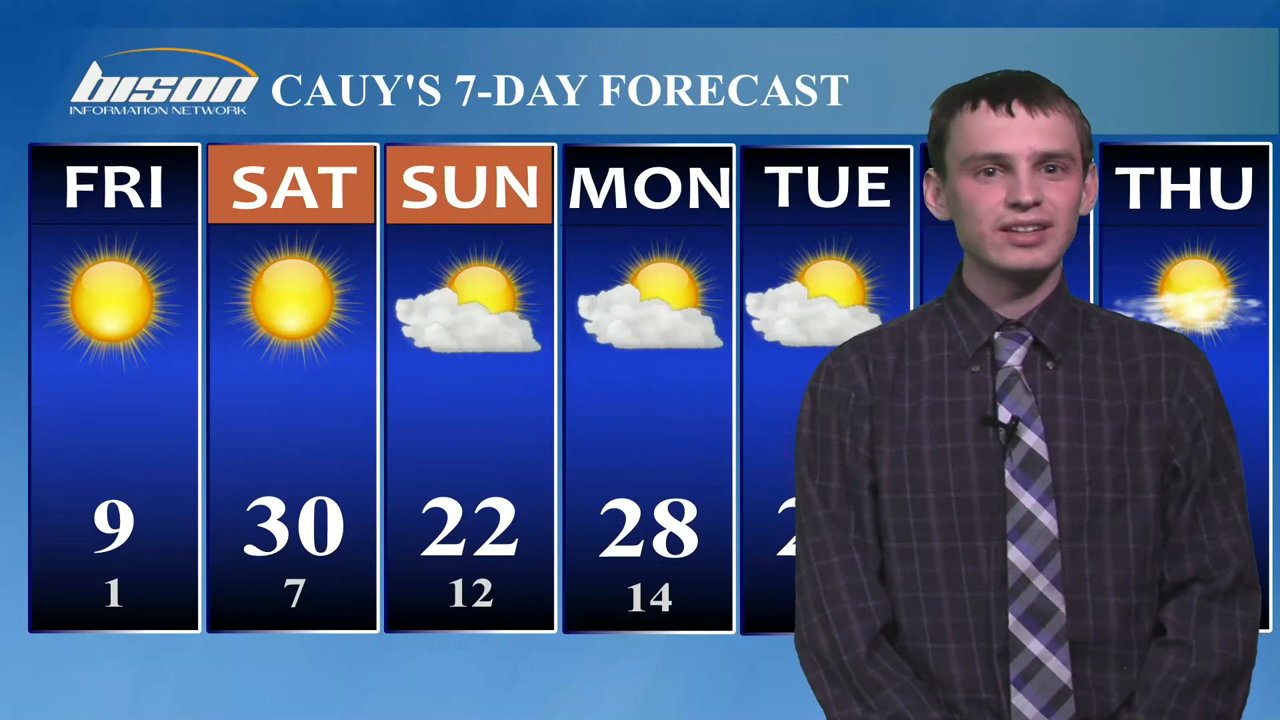 bison
INFORMATION NETWORK
CAUY'S 7-DAY FORECAST
FRI SAT SUN MON TUE THU
9 30 22 28
1 7 12 14